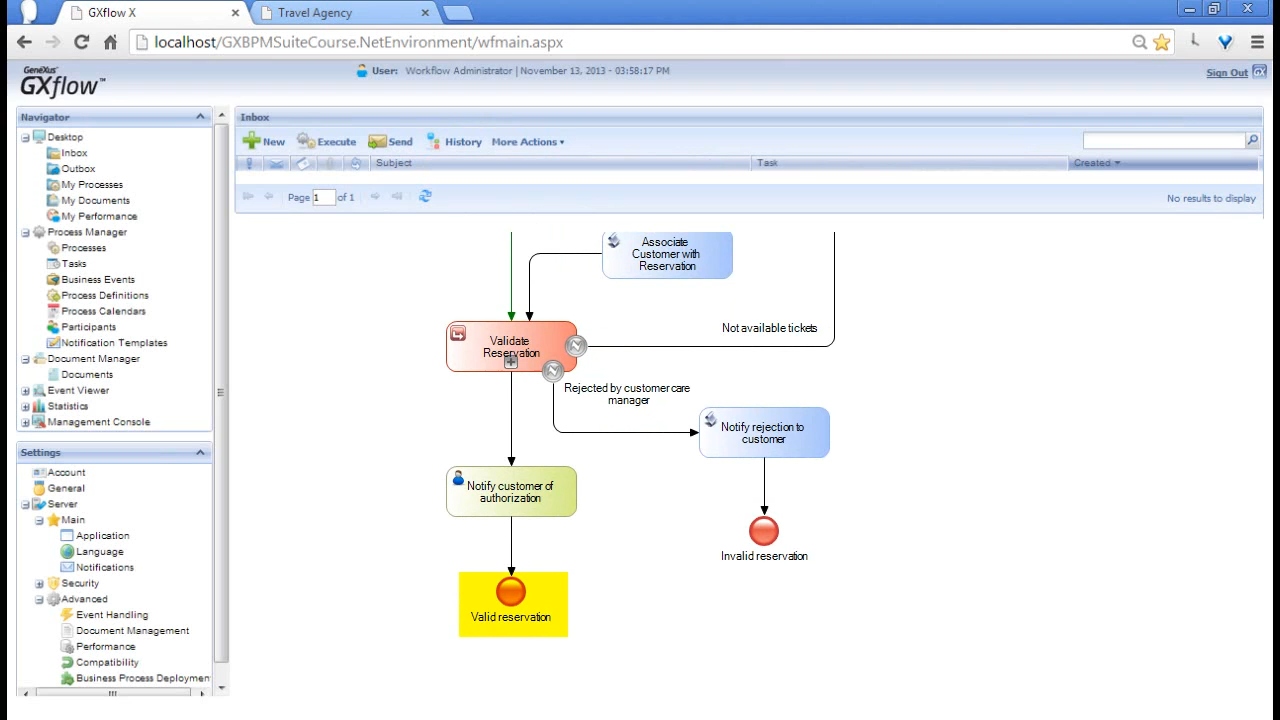 GXflow X
Travel Agency
localhost/GXBPMSuiteCourse.NetEnvironment/wfmain.aspx
GeneXus
GXflow™
User: Workflow Administrator | November 13, 2013 - 03:58:17 PM
Sign Out
Navigator
Desktop
Inbox
Outbox
My Processes
My Documents
My Performance
Process Manager
Processes
Tasks
Business Events
Process Definitions
Process Calendars
Participants
Notification Templates
Document Manager
Documents
Event Viewer
Statistics
Management Console
Settings
Account
General
Server
Main
Application
Language
Notifications
Security
Advanced
Event Handling
Document Management
Performance
Compatibility
Business Process Deploymen
Inbox
New Execute Send History More Actions
Subject Task Created
Page 1 of 1
No results to display
Associate
Customer with
Reservation
Validate
Reservation
Not available tickets
Rejected by customer care
manager
Notify rejection to
customer
Notify customer of
authorization
Invalid reservation
Valid reservation